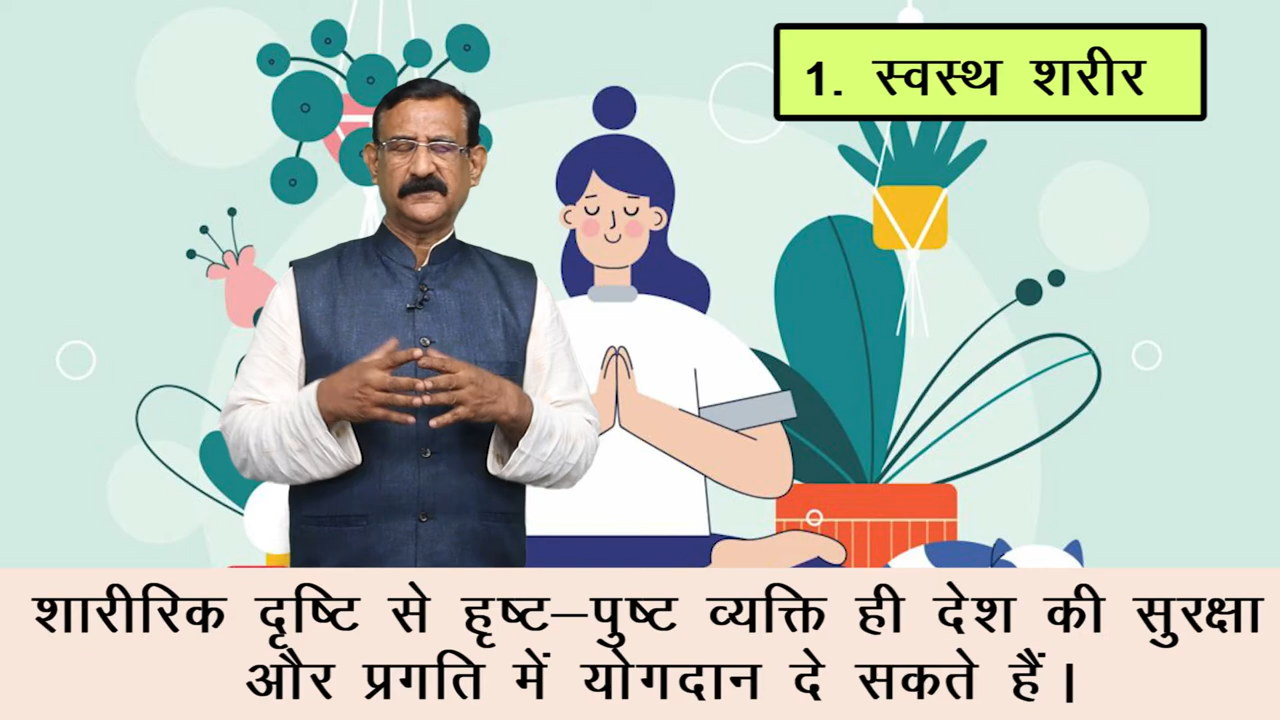 1. स्वस्थ शरीर
शारीरिक दृष्टि से हृष्ट–पुष्ट व्यक्ति ही देश की सुरक्षा
और प्रगति में योगदान दे सकते हैं।